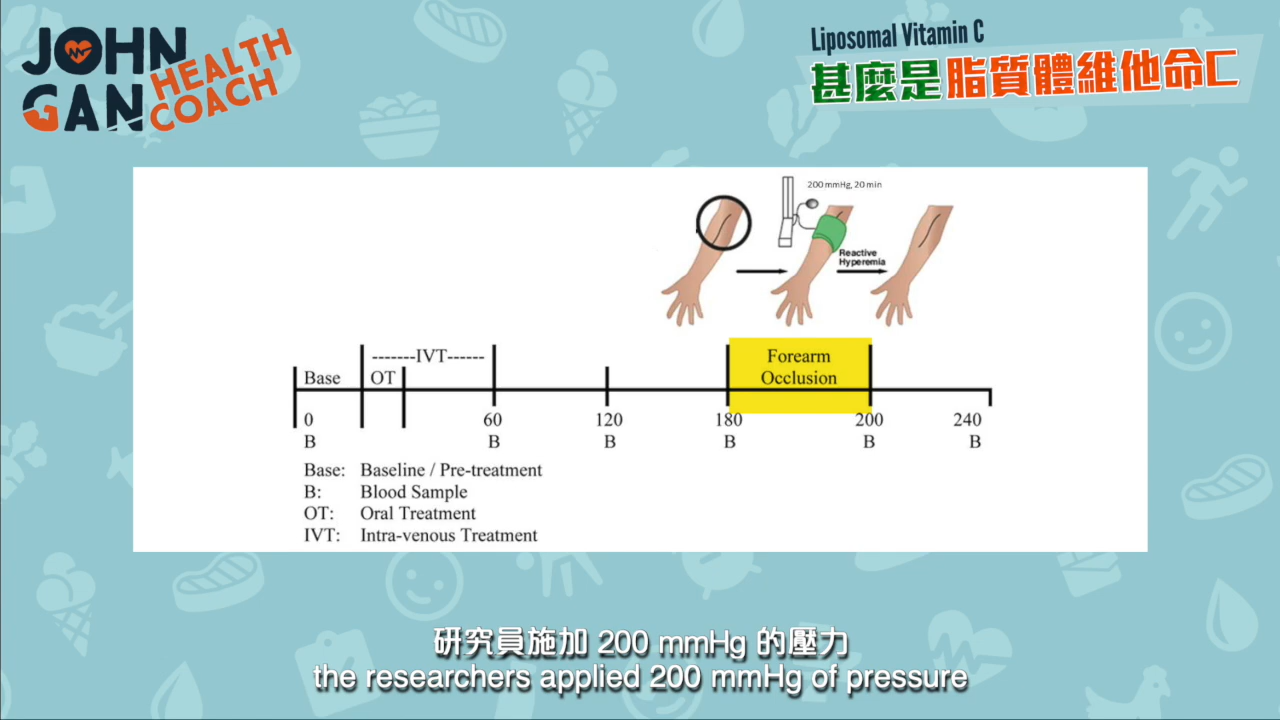 JOHN
GAN
HEALTH
COACH
Liposomal Vitamin C
甚麼是脂質體維他命C
200 mmHg, 20 min
Reactive
Hyperemia
-------IVT------
Base
OT
Forearm
Occlusion
0 60 120 180 200 240
B B B B B B
Base: Baseline / Pre-treatment
B: Blood Sample
OT: Oral Treatment
IVT: Intra-venous Treatment
研究員施加 200 mmHg 的壓力
the researchers applied 200 mmHg of pressure